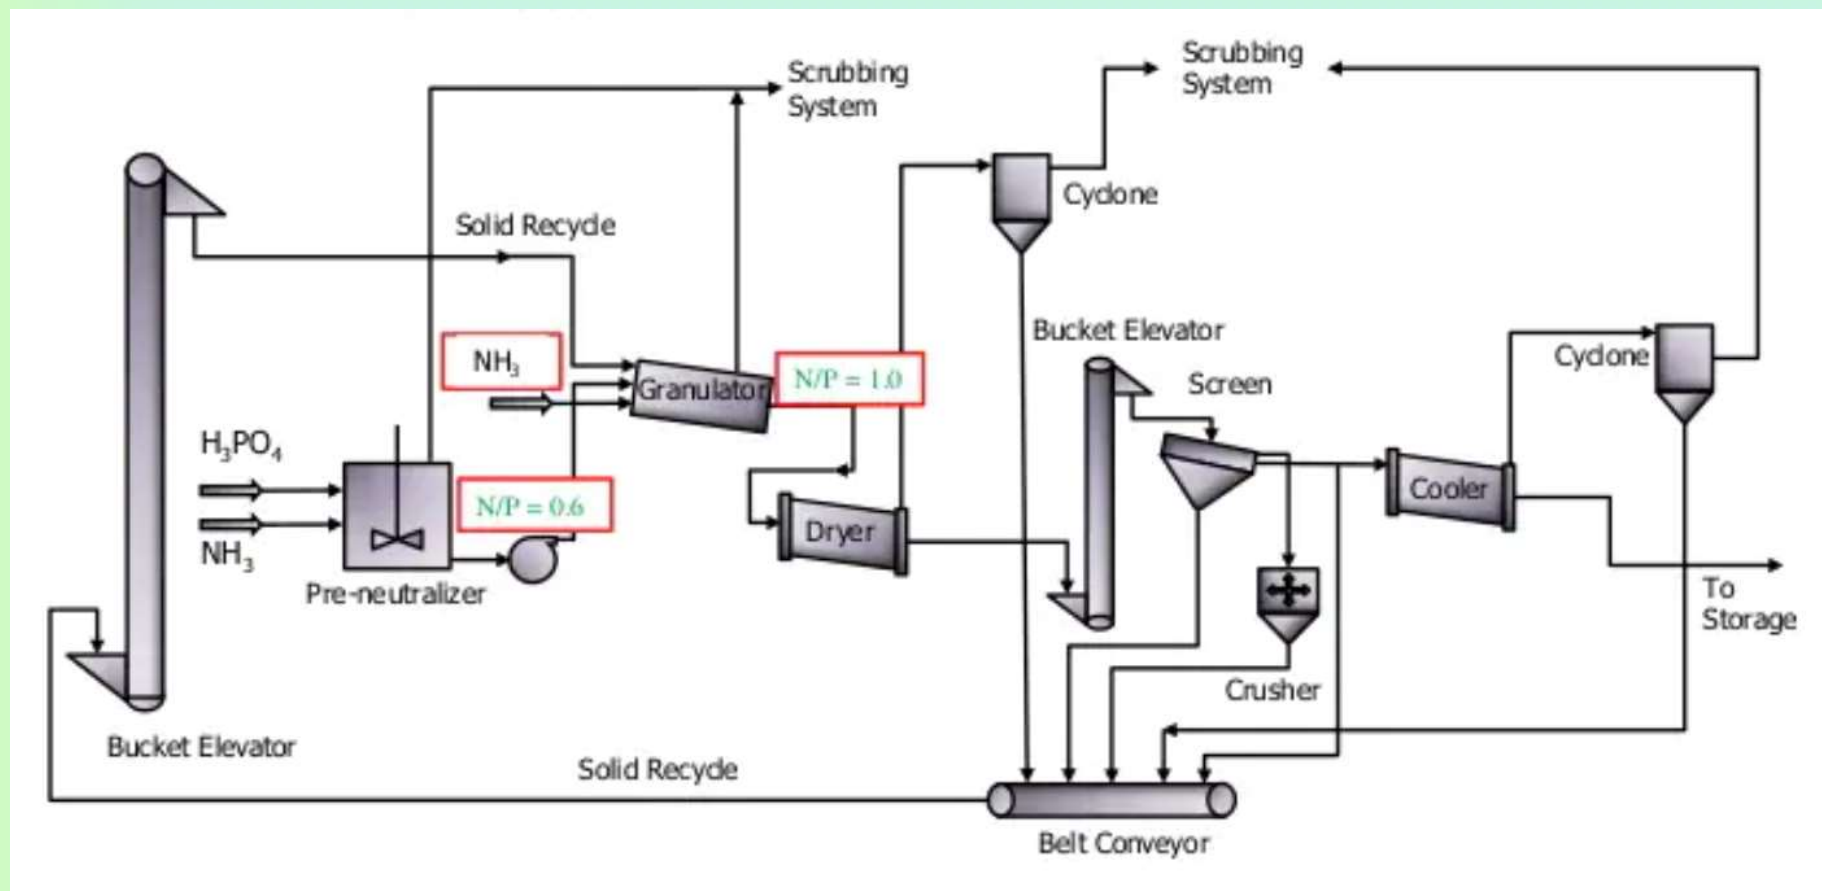 Scrubbing
System
Scrubbing
System
Cyclone
Solid Recycle
Bucket Elevator
NH₃
Granulator
N/P = 1.0
Screen
Cyclone
H₃PO₄
NH₃
N/P = 0.6
Dryer
Cooler
Pre-neutralizer
To
Storage
Crusher
Bucket Elevator
Solid Recycle
Belt Conveyor